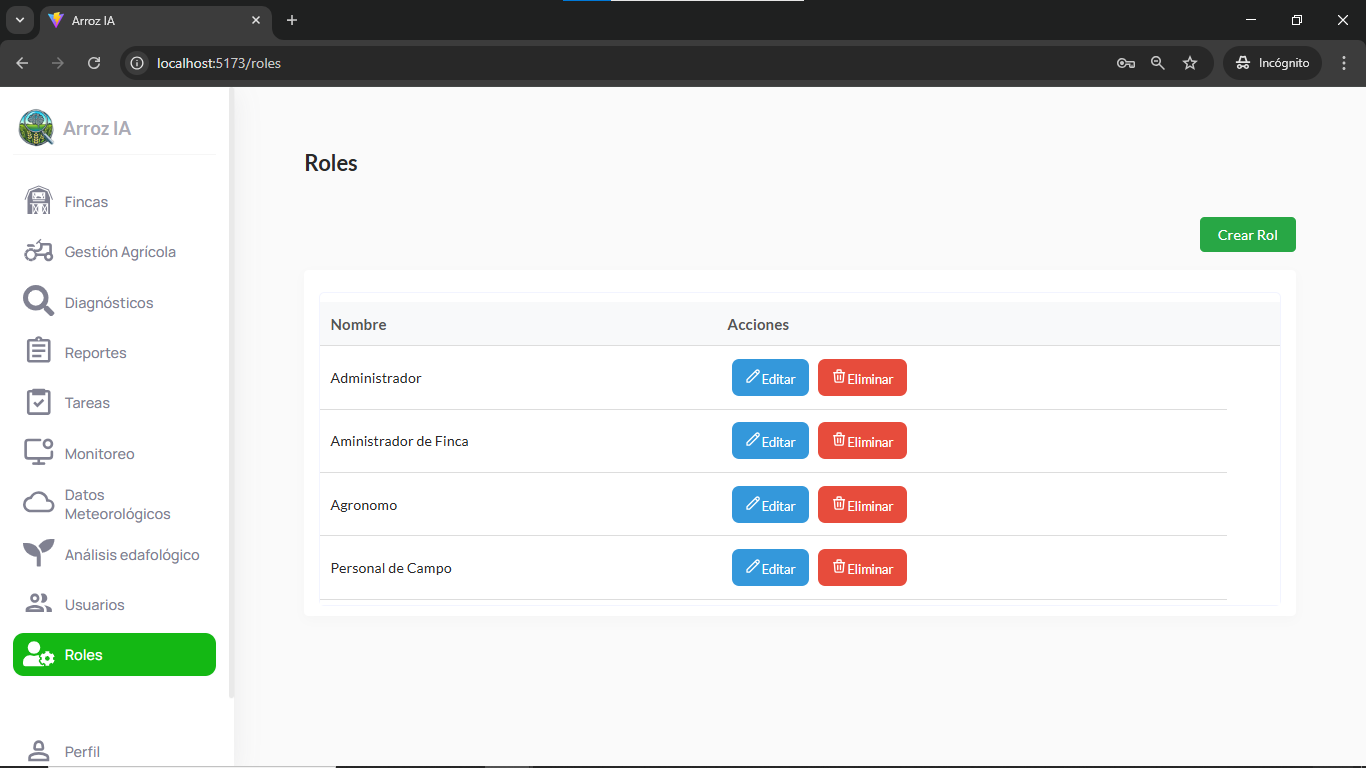 Arroz IA
localhost:5173/roles
Incógnito
Arroz IA
Fincas
Gestión Agrícola
Diagnósticos
Reportes
Tareas
Monitoreo
Datos
Meteorológicos
Análisis edafológico
Usuarios
Roles
Perfil
Roles
Crear Rol
Nombre Acciones
Administrador Editar Eliminar
Aministrador de Finca Editar Eliminar
Agronomo Editar Eliminar
Personal de Campo Editar Eliminar